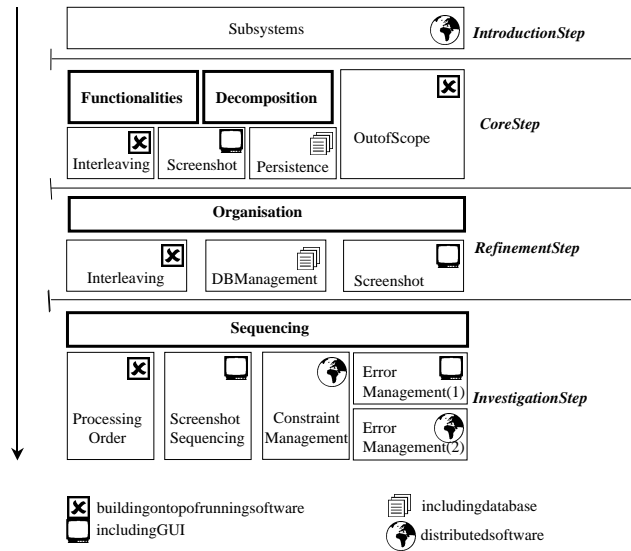 Subsystems
IntroductionStep
Functionalities
Decomposition
OutofScope
CoreStep
Interleaving
Screenshot
Persistence
Organisation
RefinementStep
Interleaving
DBManagement
Screenshot
Sequencing
Processing
Order
Screenshot
Sequencing
Constraint
Management
Error
Management(1)
Error
Management(2)
InvestigationStep
buildingontopofrunningsoftware
includingGUI
includingdatabase
distributedsoftware